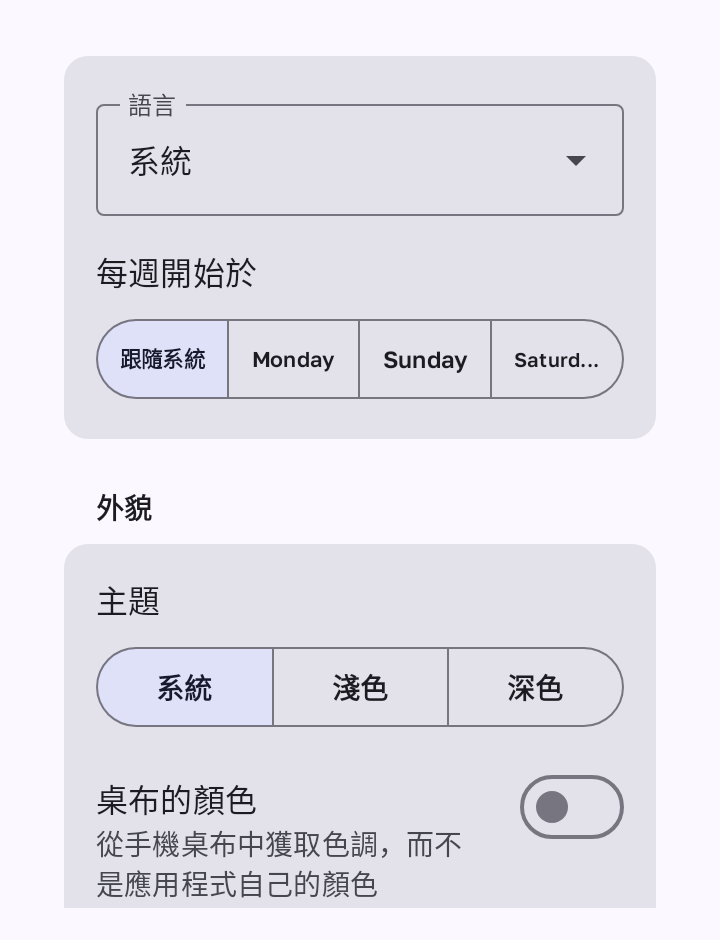 語言
系統
每週開始於
跟隨系統 Monday Sunday Saturd...
外貌
主題
系統 淺色 深色
桌布的顏色
從手機桌布中獲取色調，而不
是應用程式自己的顏色